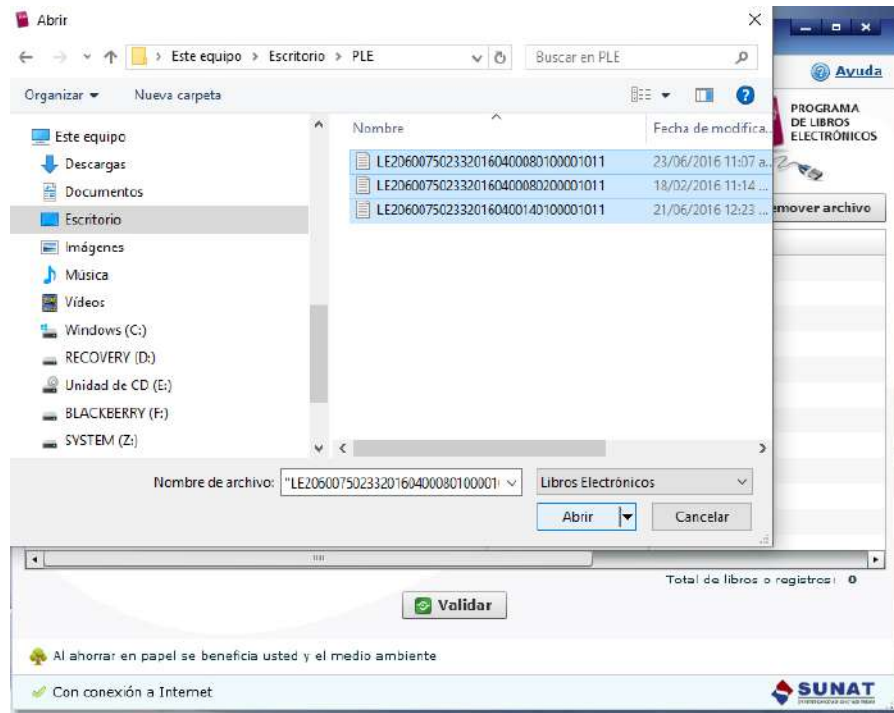 Abrir
Este equipo > Escritorio > PLE
Buscar en PLE
Ayuda
Organizar
Nueva carpeta
PROGRAMA
DE LIBROS
ELECTRÓNICOS
Este equipo
Descargas
Documentos
Escritorio
Imágenes
Música
Vídeos
Windows (C:)
RECOVERY (D:)
Unidad de CD (E:)
BLACKBERRY (F:)
SYSTEM (Z:)
Nombre
Fecha de modifica...
LE2060075023320160400080100001011 23/06/2016 11:07 a...
LE2060075023320160400080200001011 18/02/2016 11:14 ...
LE2060075023320160400140100001011 21/06/2016 12:23 ...
emover archivo
Nombre de archivo: "LE20600750233201604000801000010
Libros Electrónicos
Abrir
Cancelar
Total de libros o registros: 0
Validar
Al ahorrar en papel se beneficia usted y el medio ambiente
Con conexión a Internet
SUNAT